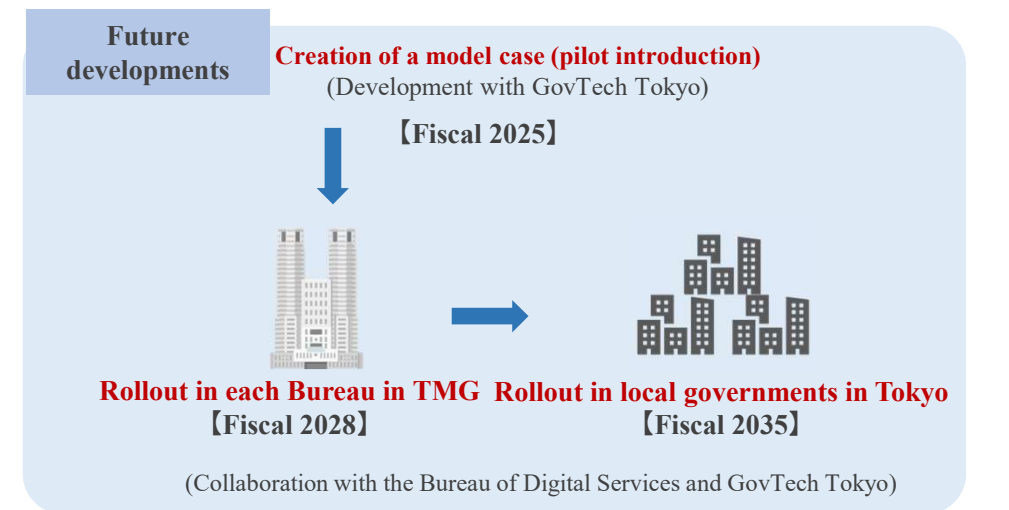 Future
developments
Creation of a model case (pilot introduction)
(Development with GovTech Tokyo)
【Fiscal 2025】
Rollout in each Bureau in TMG
【Fiscal 2028】
Rollout in local governments in Tokyo
【Fiscal 2035】
(Collaboration with the Bureau of Digital Services and GovTech Tokyo)